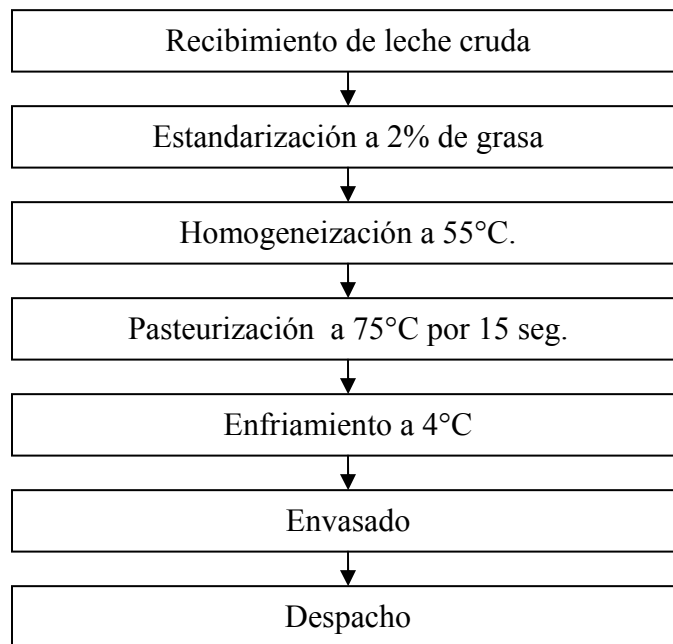 Recibimiento de leche cruda
Estandarización a 2% de grasa
Homogeneización a 55°C.
Pasteurización  a 75°C por 15 seg.
Enfriamiento a 4°C
Envasado
Despacho